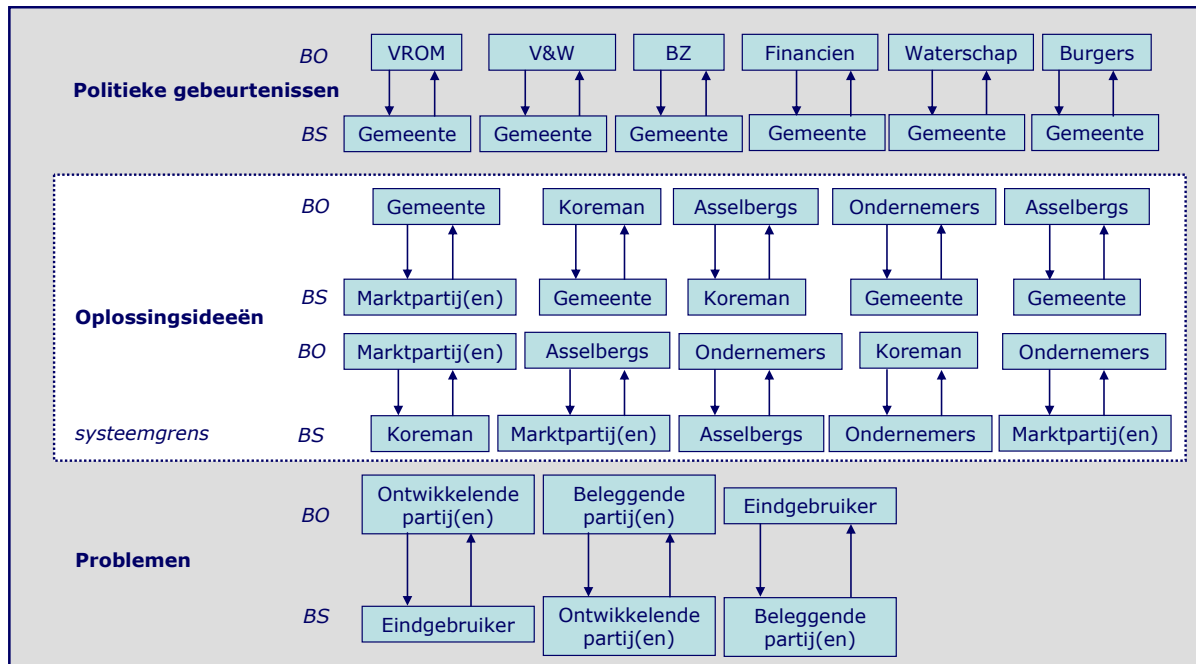 BO VROM V&W BZ Financien Waterschap Burgers
Politieke gebeurtenissen
BS Gemeente Gemeente Gemeente Gemeente Gemeente Gemeente
BO Gemeente Koreman Asselbergs Ondernemers Asselbergs
BS Marktpartij(en) Gemeente Koreman Gemeente Gemeente
Oplossingsideeën
BO Marktpartij(en) Asselbergs Ondernemers Koreman Ondernemers
systeemgrens BS Koreman Marktpartij(en) Asselbergs Ondernemers Marktpartij(en)
BO
Ontwikkelende
partij(en)
Beleggende
partij(en)
Eindgebruiker
Problemen
BS
Eindgebruiker
Ontwikkelende
partij(en)
Beleggende
partij(en)